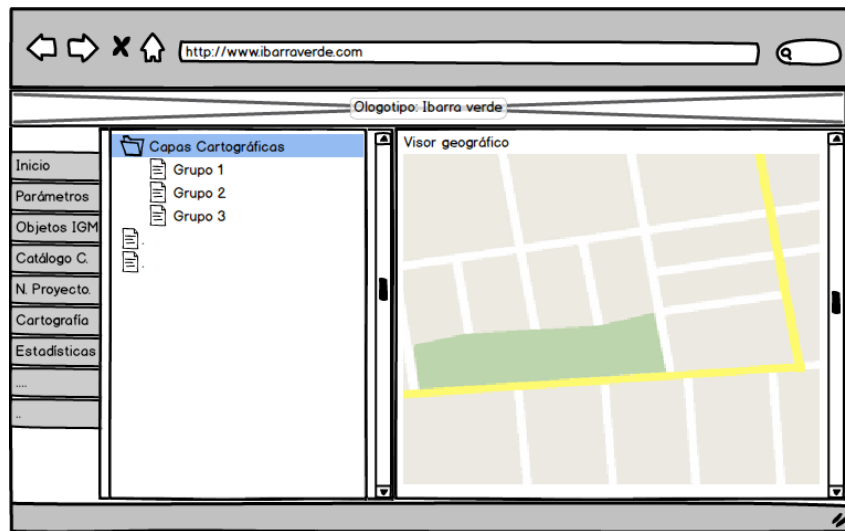 http://www.ibarraverde.com
Ologotipo: Ibarra verde
Inicio
Parámetros
Objetos IGM
Catálogo C.
N. Proyecto.
Cartografía
Estadísticas
....
..
Capas Cartográficas
Grupo 1
Grupo 2
Grupo 3
.
.
Visor geográfico